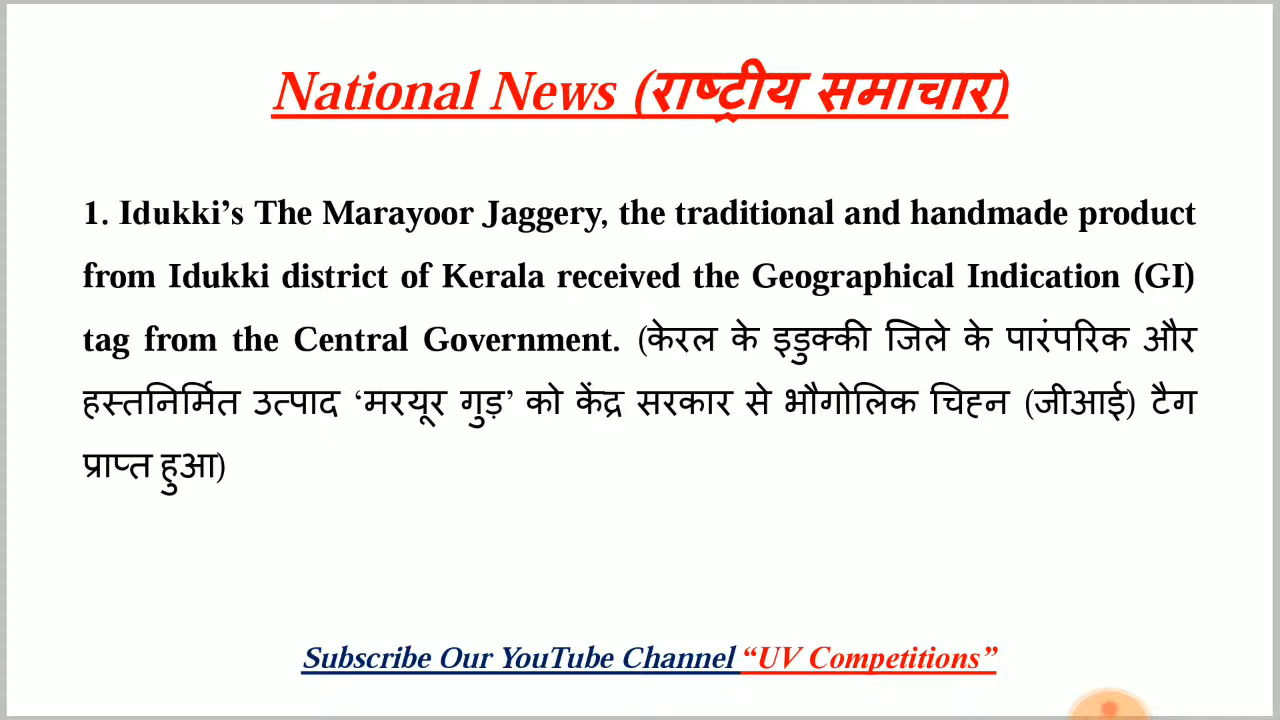 National News (राष्ट्रीय समाचार)
1. Idukki’s The Marayoor Jaggery, the traditional and handmade product
from Idukki district of Kerala received the Geographical Indication (GI)
tag from the Central Government. (केरल के इडुक्की जिले के पारंपरिक और
हस्तनिर्मित उत्पाद ‘मरयूर गुड़’ को केंद्र सरकार से भौगोलिक चिह्न (जीआई) टैग
प्राप्त हुआ)
Subscribe Our YouTube Channel “UV Competitions”